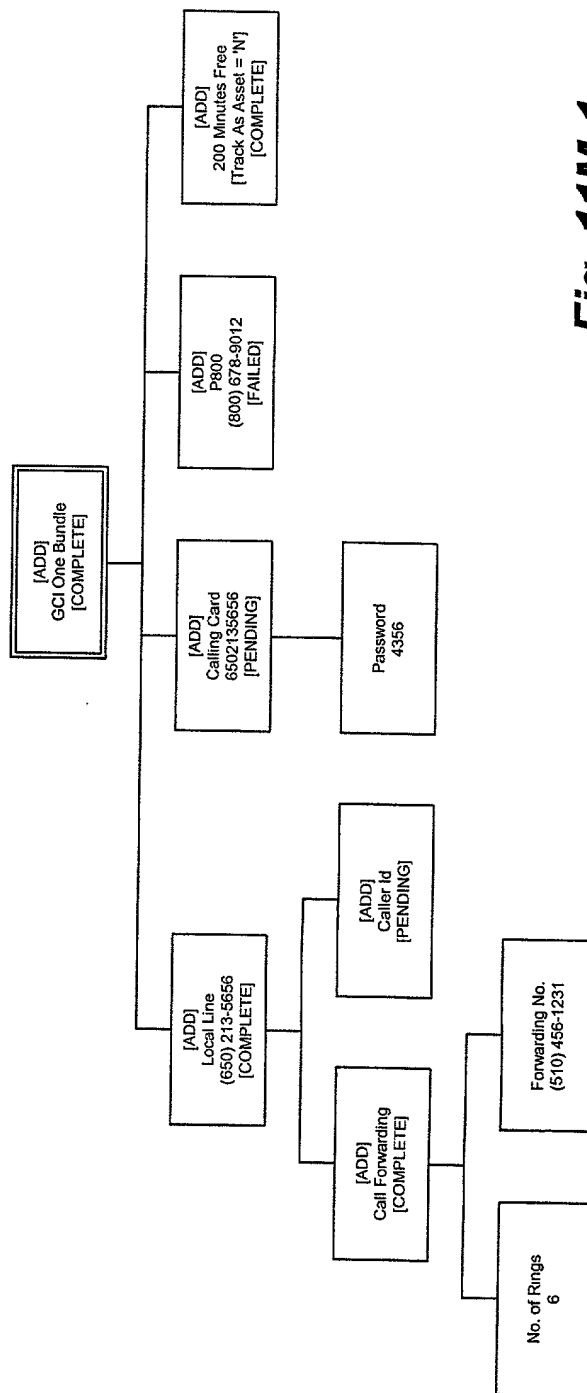 [ADD]
GCI One Bundle
[COMPLETE]
[ADD]
Local Line
(650) 213-5656
[COMPLETE]
[ADD]
Calling Card
6502135656
[PENDING]
[ADD]
P800
(800) 678-9012
[FAILED]
[ADD]
200 Minutes Free
[Track As Asset = 'N']
[COMPLETE]
[ADD]
Call Forwarding
[COMPLETE]
[ADD]
Caller Id
[PENDING]
Password
4356
No. of Rings
6
Forwarding No.
(510) 456-1231